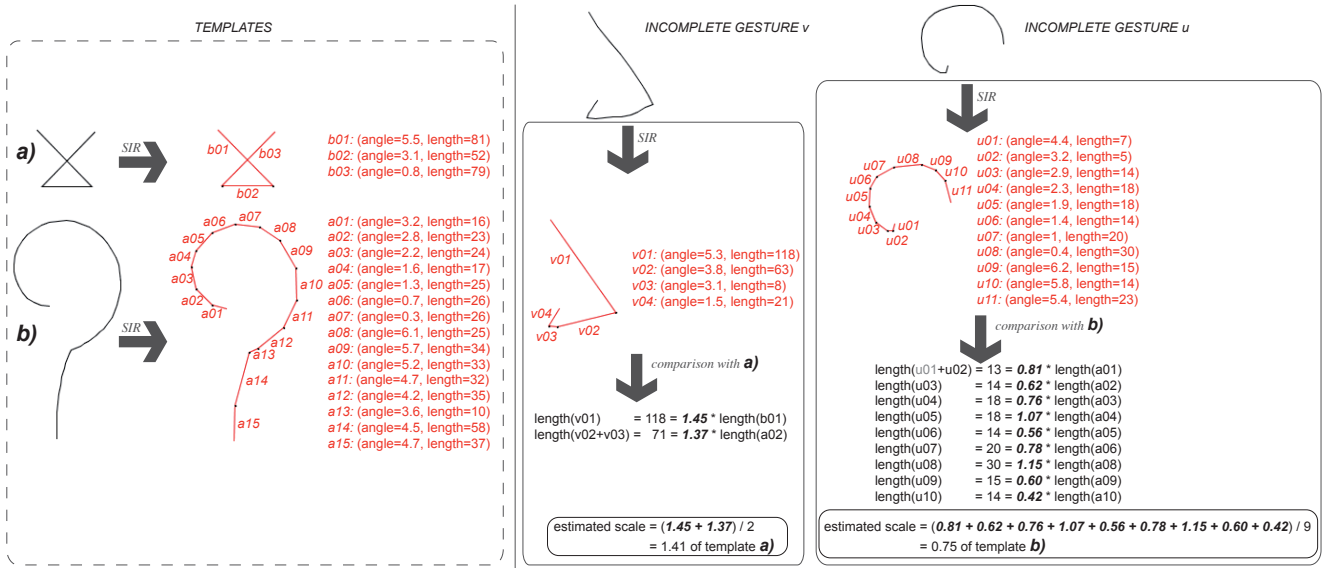 TEMPLATES
a)
SIR
b01
b03
b02
b01: (angle=5.5, length=81)
b02: (angle=3.1, length=52)
b03: (angle=0.8, length=79)
b)
SIR
a07
a06
a08
a05
a09
a04
a03
a10
a02
a01
a11
a12
a13
a14
a15
a01: (angle=3.2, length=16)
a02: (angle=2.8, length=23)
a03: (angle=2.2, length=24)
a04: (angle=1.6, length=17)
a05: (angle=1.3, length=25)
a06: (angle=0.7, length=26)
a07: (angle=0.3, length=26)
a08: (angle=6.1, length=25)
a09: (angle=5.7, length=34)
a10: (angle=5.2, length=33)
a11: (angle=4.7, length=32)
a12: (angle=4.2, length=35)
a13: (angle=3.6, length=10)
a14: (angle=4.5, length=58)
a15: (angle=4.7, length=37)
INCOMPLETE GESTURE v
SIR
v01
v04
v03
v02
v01: (angle=5.3, length=118)
v02: (angle=3.8, length=63)
v03: (angle=3.1, length=8)
v04: (angle=1.5, length=21)
comparison with a)
length(v01) = 118 = 1.45 * length(b01)
length(v02+v03) = 71 = 1.37 * length(a02)
estimated scale = (1.45 + 1.37) / 2
= 1.41 of template a)
INCOMPLETE GESTURE u
SIR
u08
u07
u09
u06
u10
u05
u11
u04
u03
u01
u02
u01: (angle=4.4, length=7)
u02: (angle=3.2, length=5)
u03: (angle=2.9, length=14)
u04: (angle=2.3, length=18)
u05: (angle=1.9, length=18)
u06: (angle=1.4, length=14)
u07: (angle=1, length=20)
u08: (angle=0.4, length=30)
u09: (angle=6.2, length=15)
u10: (angle=5.8, length=14)
u11: (angle=5.4, length=23)
comparison with b)
length(u01+u02) = 13 = 0.81 * length(a01)
length(u03) = 14 = 0.62 * length(a02)
length(u04) = 18 = 0.76 * length(a03)
length(u05) = 18 = 1.07 * length(a04)
length(u06) = 14 = 0.56 * length(a05)
length(u07) = 20 = 0.78 * length(a06)
length(u08) = 30 = 1.15 * length(a08)
length(u09) = 15 = 0.60 * length(a09)
length(u10) = 14 = 0.42 * length(a10)
estimated scale = (0.81 + 0.62 + 0.76 + 1.07 + 0.56 + 0.78 + 1.15 + 0.60 + 0.42) / 9
= 0.75 of template b)